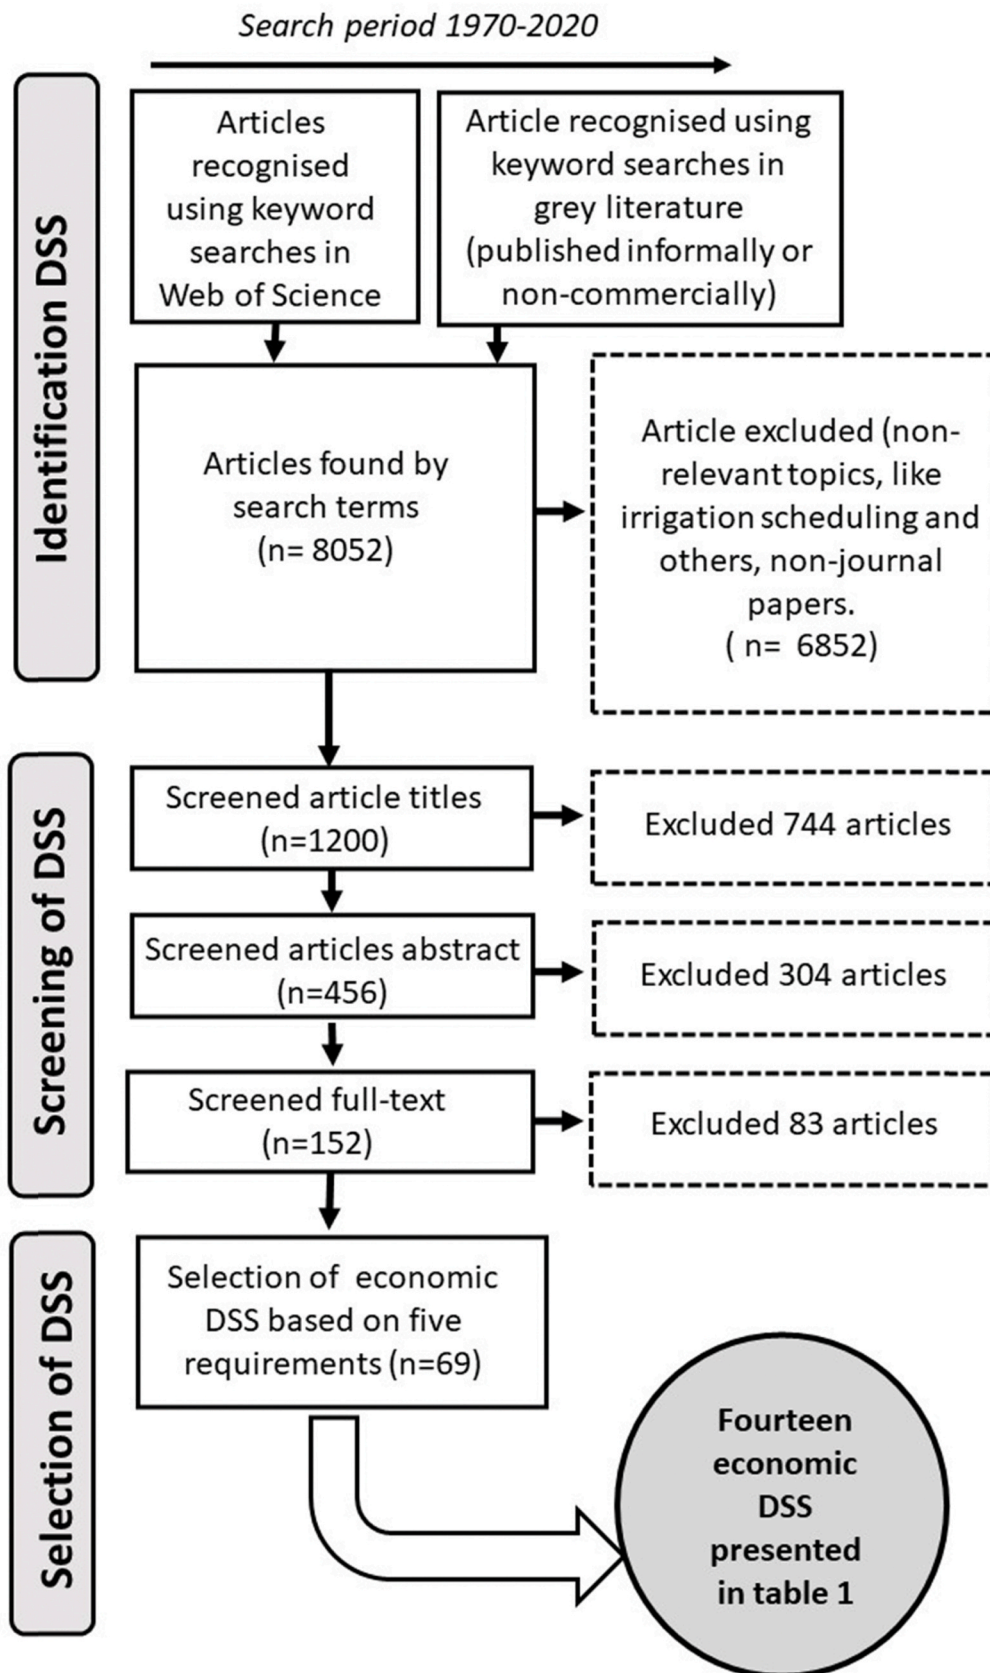 Search period 1970-2020
Identification DSS
Articles
recognised
using keyword
searches in
Web of Science
Article recognised using
keyword searches in
grey literature
(published informally or
non-commercially)
Articles found by
search terms
(n= 8052)
Article excluded (non-
relevant topics, like
irrigation scheduling and
others, non-journal
papers.
( n=  6852)
Screening of DSS
Screened article titles
(n=1200)
Excluded 744 articles
Screened articles abstract
(n=456)
Excluded 304 articles
Screened full-text
(n=152)
Excluded 83 articles
Selection of DSS
Selection of  economic
DSS based on five
requirements (n=69)
Fourteen
economic
DSS
presented
in table 1